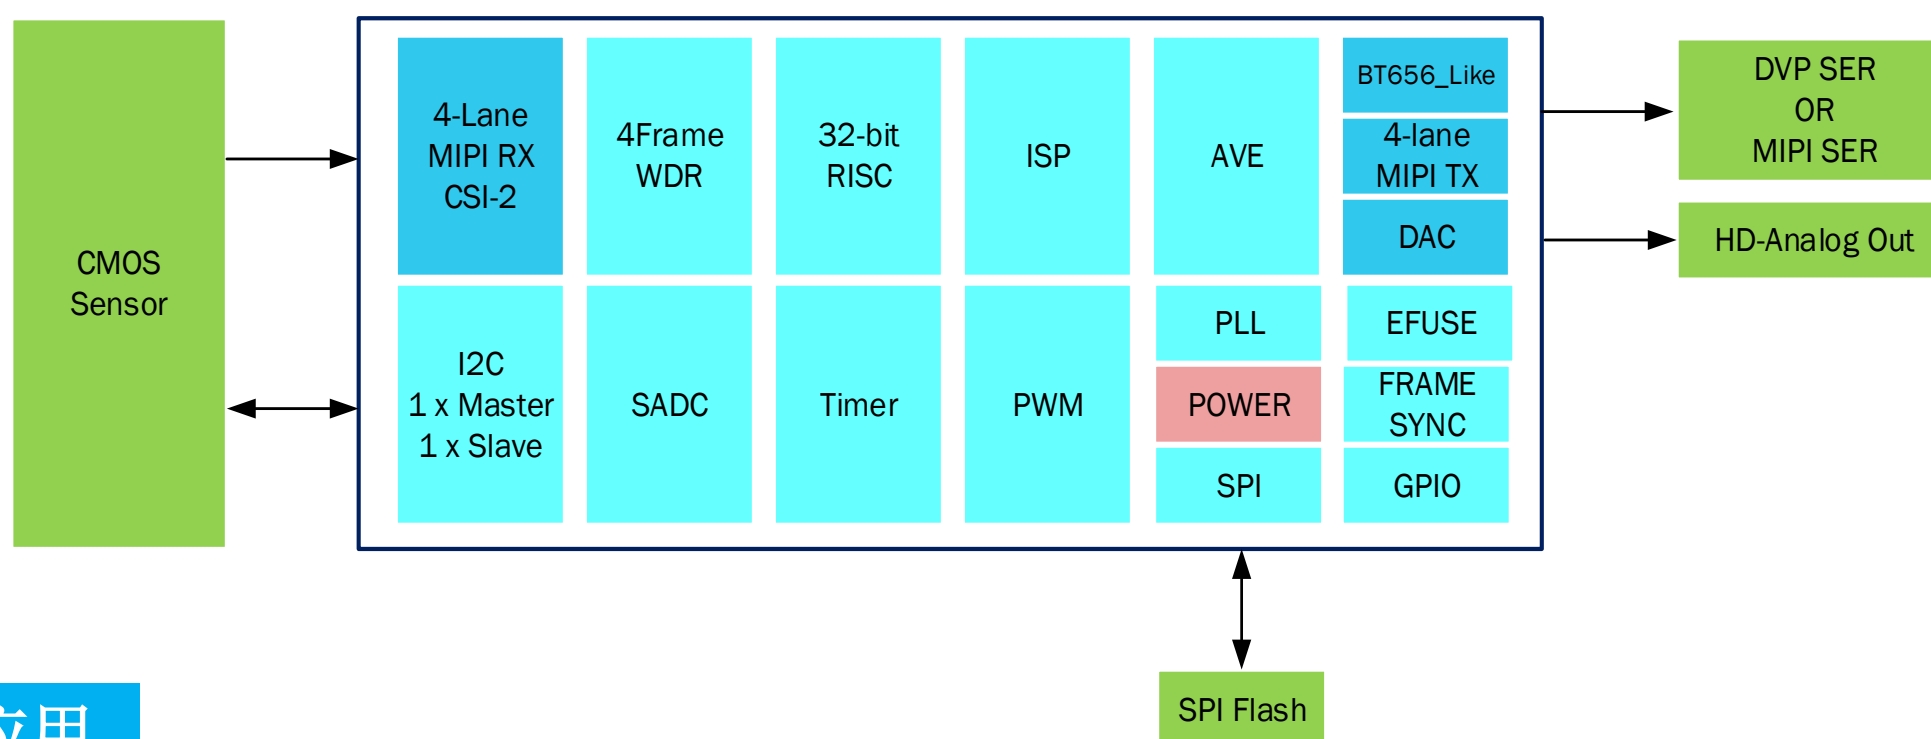 CMOS
Sensor
4-Lane
MIPI RX
CSI-2
4Frame
WDR
32-bit
RISC
ISP
AVE
BT656_Like
4-lane
MIPI TX
DAC
I2C
1 x Master
1 x Slave
SADC
Timer
PWM
PLL
POWER
SPI
EFUSE
FRAME
SYNC
GPIO
DVP SER
OR
MIPI SER
HD-Analog Out
SPI Flash
应用